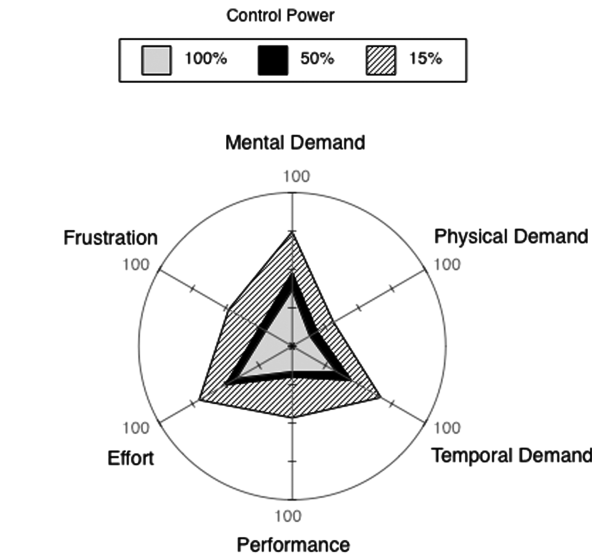 Control Power
100% 50% 15%
Mental Demand
100
Frustration
100
Physical Demand
100
100
Effort
100
Temporal Demand
100
Performance